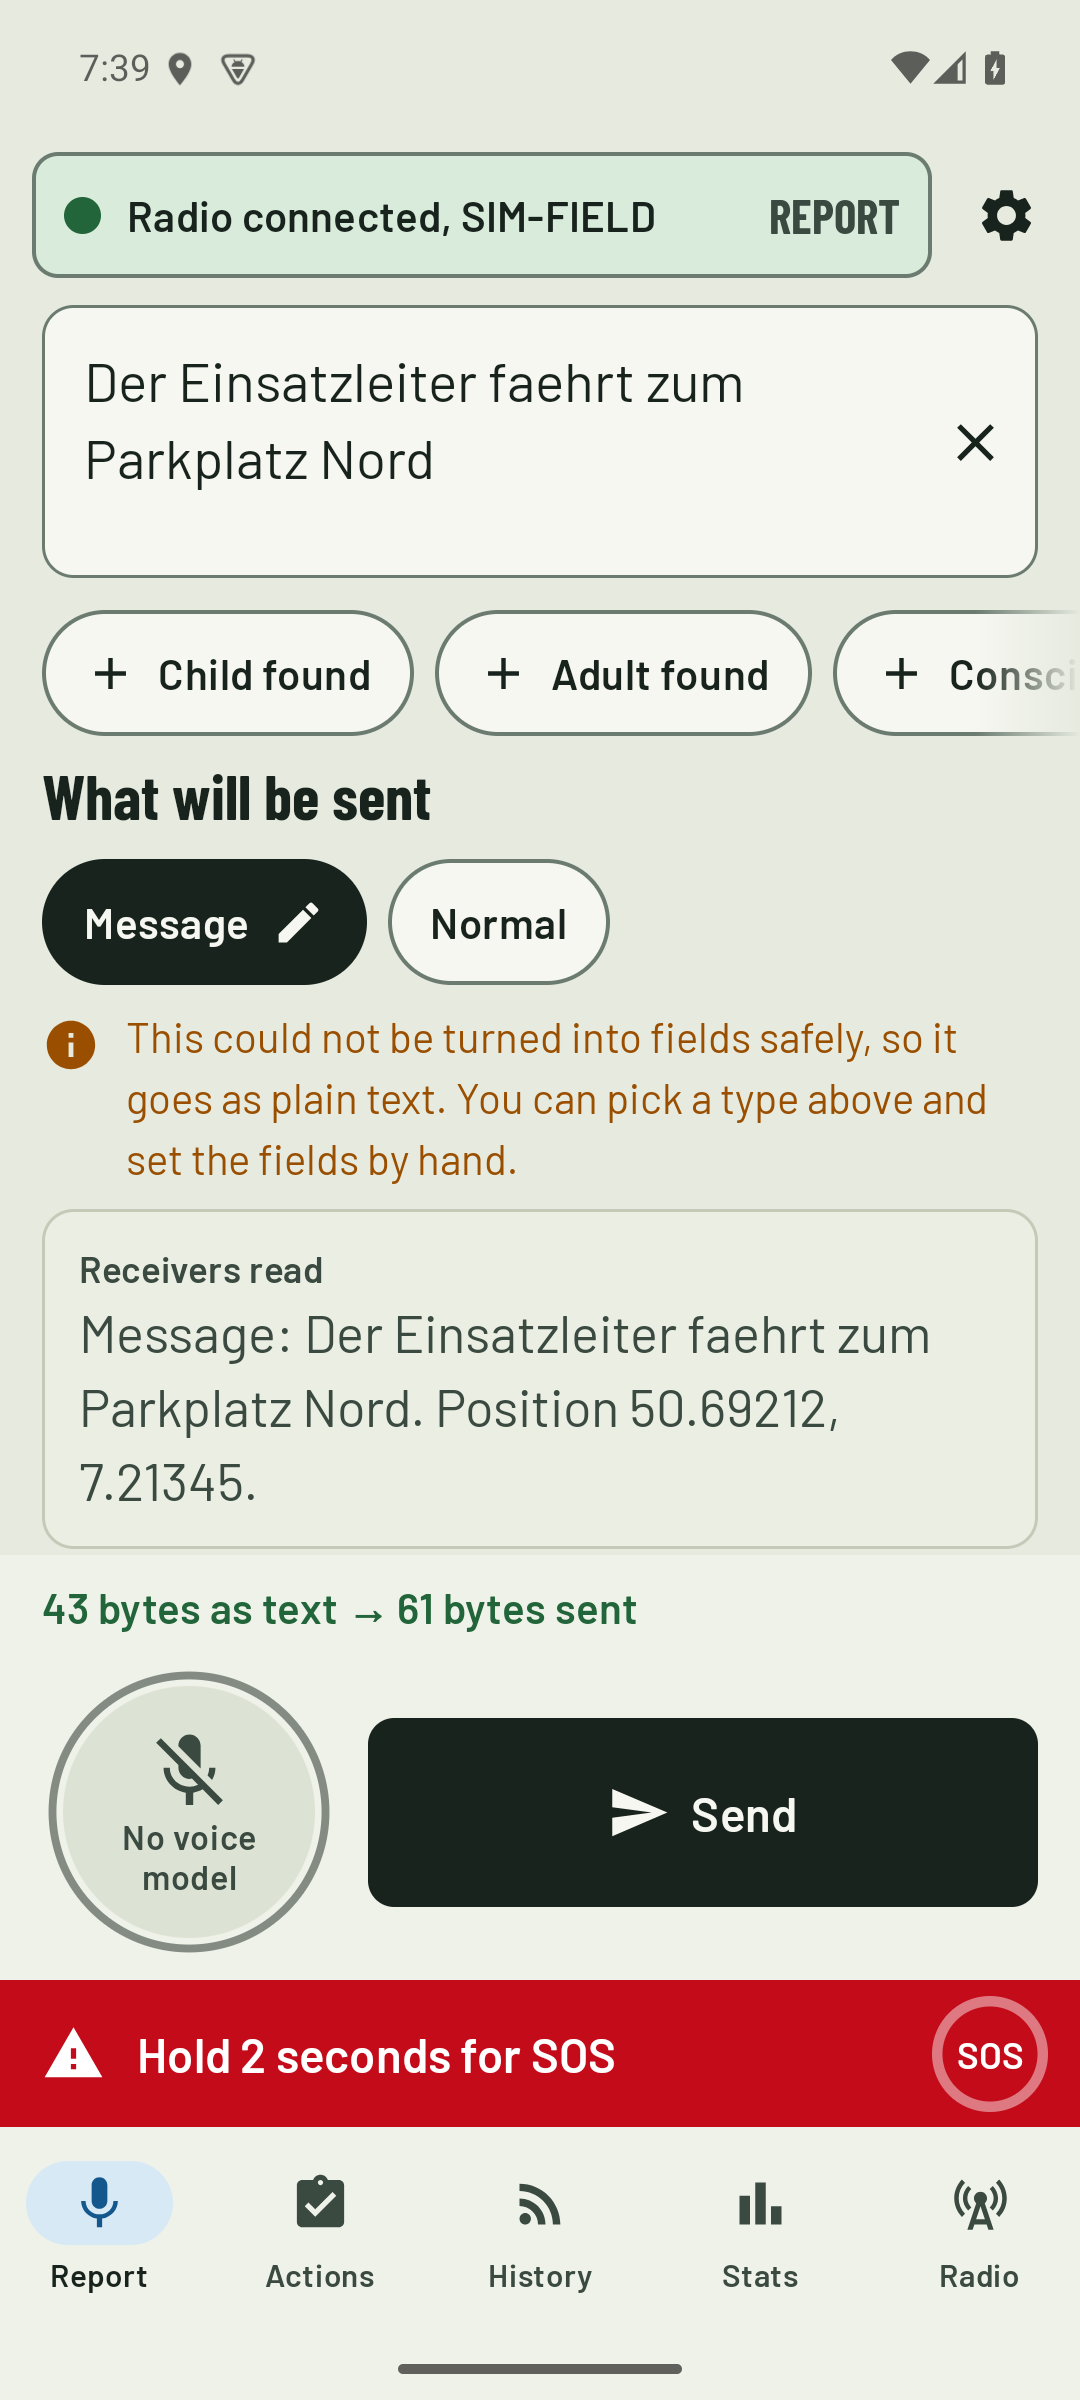 7:39
Radio connected, SIM-FIELD REPORT
Der Einsatzleiter faehrt zum
Parkplatz Nord
Child found
Adult found
What will be sent
Message
Normal
This could not be turned into fields safely, so it
goes as plain text. You can pick a type above and
set the fields by hand.
Receivers read
Message: Der Einsatzleiter faehrt zum
Parkplatz Nord. Position 50.69212,
7.21345.
43 bytes as text → 61 bytes sent
No voice
model
Send
Hold 2 seconds for SOS
SOS
Report
Actions
History
Stats
Radio